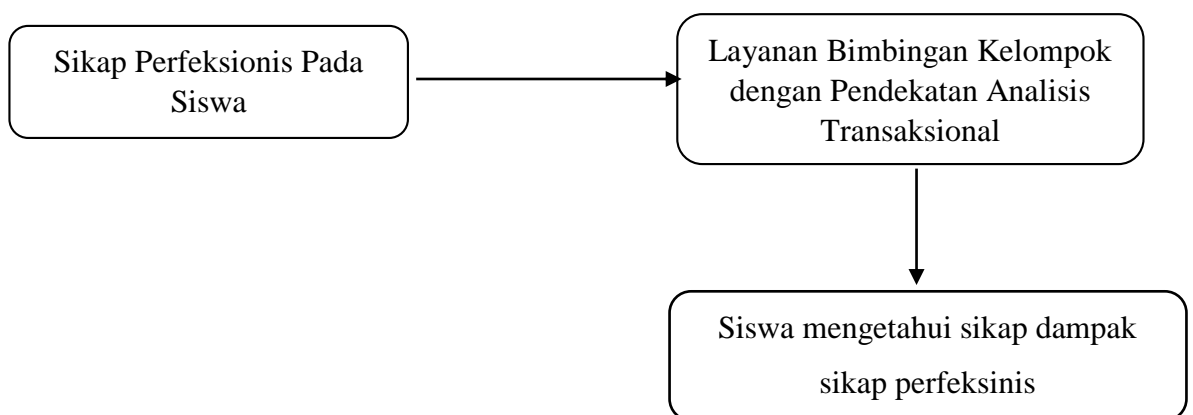 Sikap Perfeksionis Pada
Siswa
Layanan Bimbingan Kelompok
dengan Pendekatan Analisis
Transaksional
Siswa mengetahui sikap dampak
sikap perfeksinis